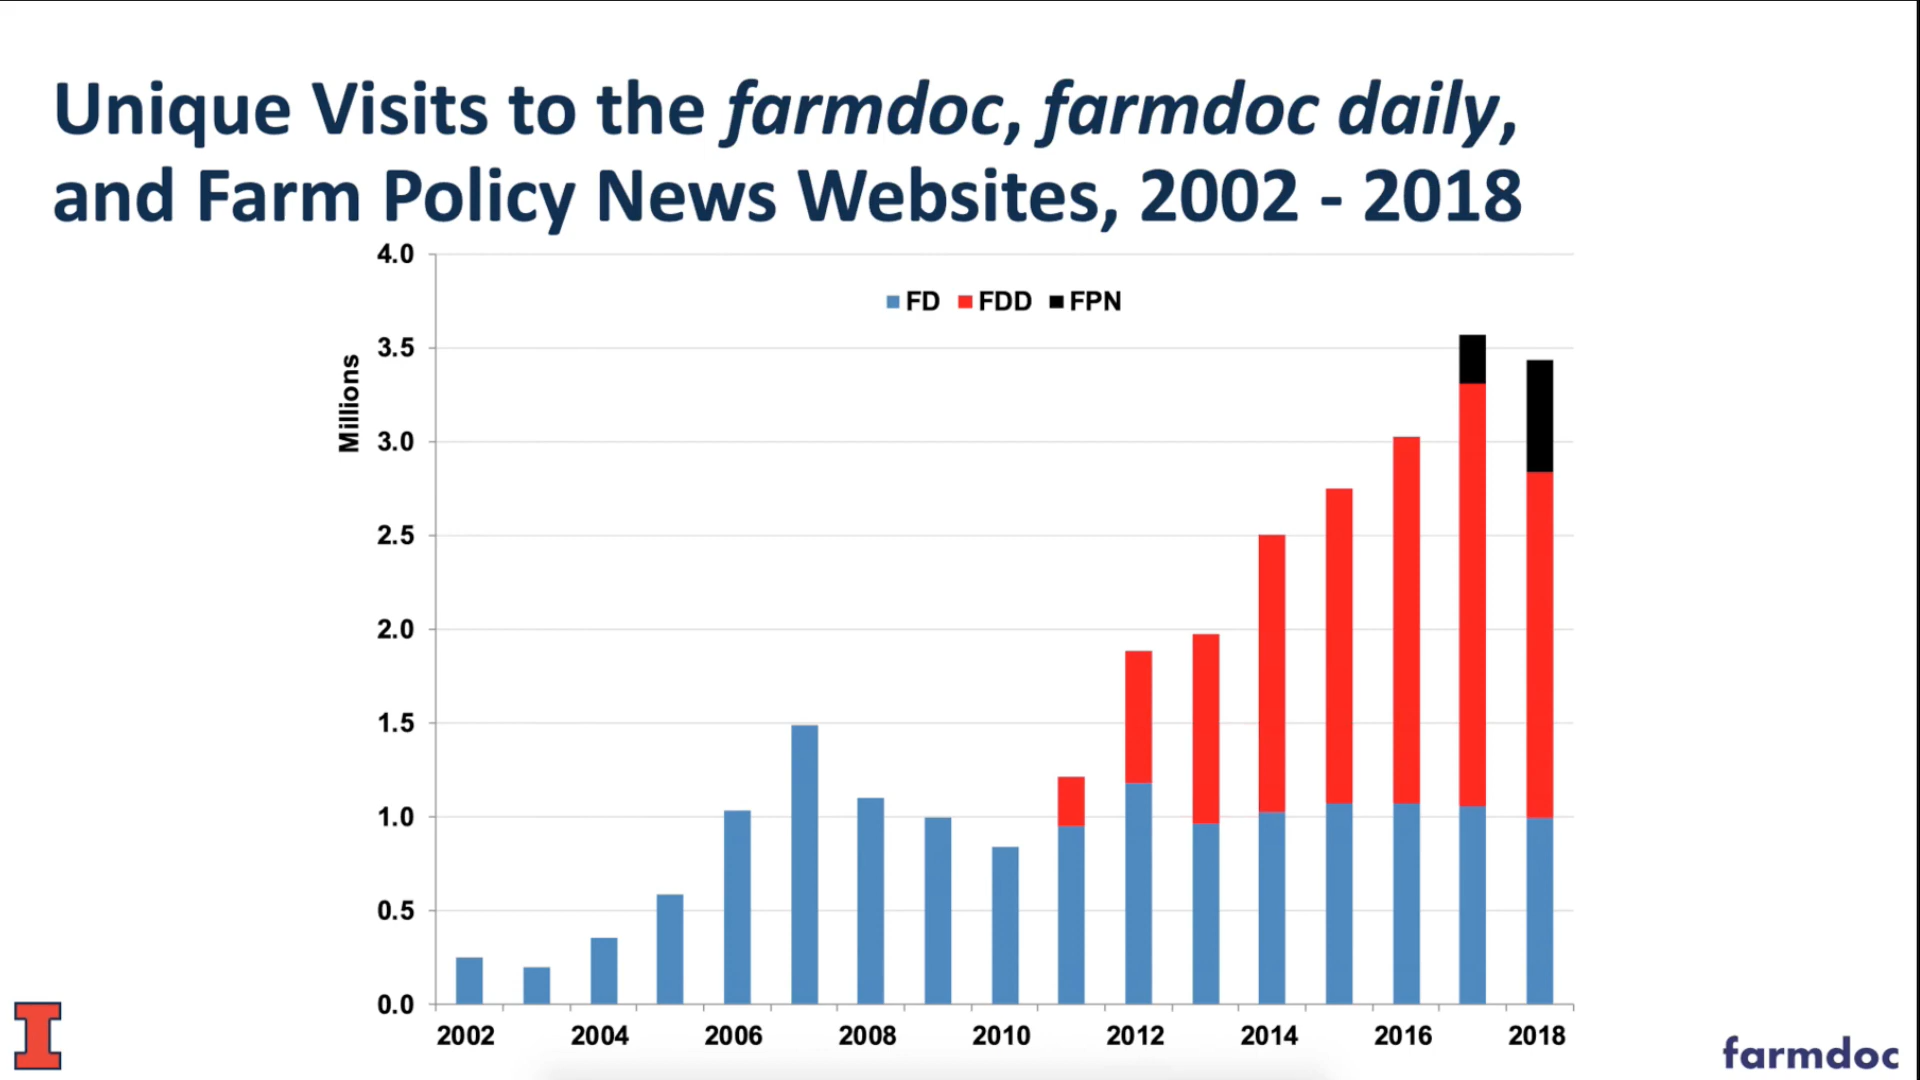 Unique Visits to the farmdoc, farmdoc daily,
and Farm Policy News Websites, 2002 - 2018
4.0
FD FDD FPN
3.5
Millions
3.0
2.5
2.0
1.5
1.0
0.5
0.0
2002 2004 2006 2008 2010 2012 2014 2016 2018
I
farmdoc